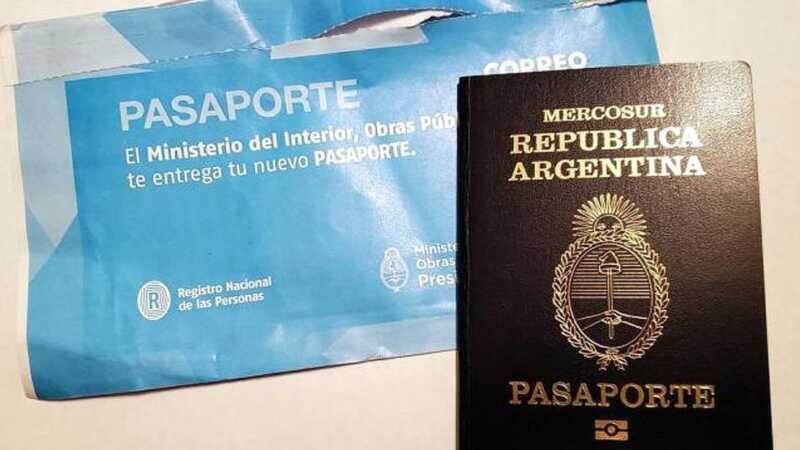 CORREO
PASAPORTE
El Ministerio del Interior, Obras Púb
te entrega tu nuevo PASAPORTE.
R
Registro Nacional
de las Personas
Minist
Obras
Presi
MERCOSUR
REPUBLICA
ARGENTINA
PASAPORTE